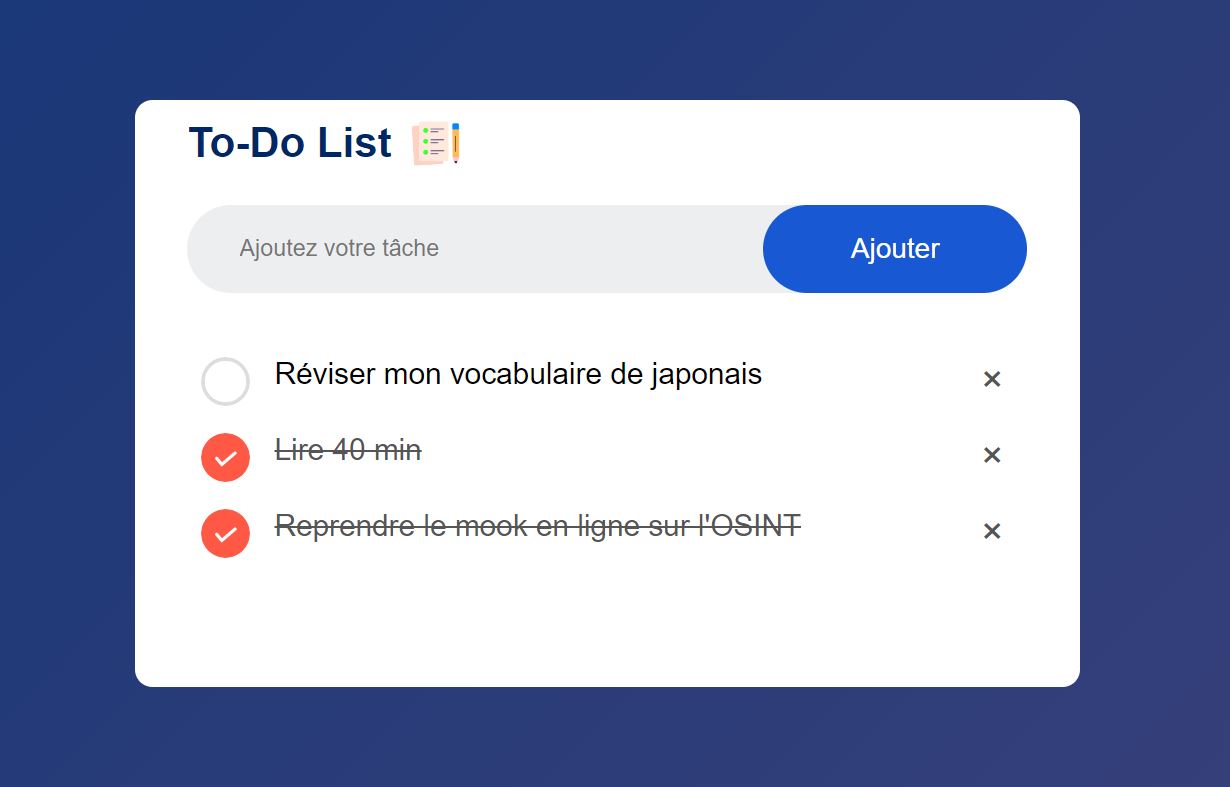 To-Do List
Ajoutez votre tâche
Ajouter
Réviser mon vocabulaire de japonais
Lire 40 min
Reprendre le mook en ligne sur l'OSINT